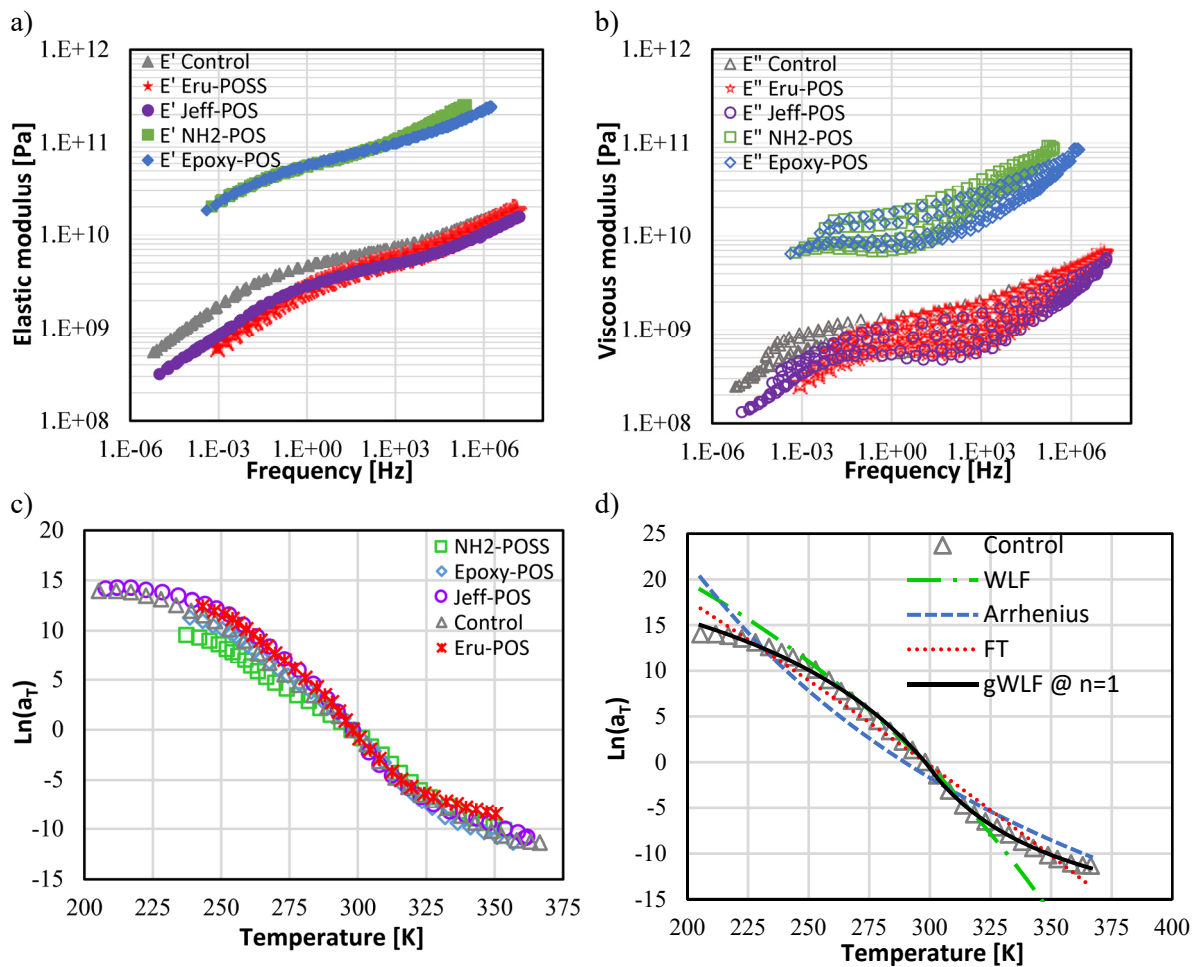 a)
Elastic modulus [Pa]
1.E+12
1.E+11
1.E+10
1.E+09
1.E+08
E' Control
E' Eru-POSS
E' Jeff-POS
E' NH2-POS
E' Epoxy-POS
1.E-06
1.E-03
1.E+00
1.E+03
1.E+06
Frequency [Hz]
b)
Viscous modulus [Pa]
1.E+12
1.E+11
1.E+10
1.E+09
1.E+08
E" Control
E" Eru-POS
E" Jeff-POS
E" NH2-POS
E" Epoxy-POS
1.E-06
1.E-03
1.E+00
1.E+03
1.E+06
Frequency [Hz]
c)
Ln(aT)
20
15
10
5
0
-5
-10
-15
NH2-POSS
Epoxy-POS
Jeff-POS
Control
Eru-POS
200
225
250
275
300
325
350
375
Temperature [K]
d)
Ln(aT)
25
20
15
10
5
0
-5
-10
-15
Control
WLF
Arrhenius
FT
gWLF @ n=1
200
250
300
350
400
Temperature [K]